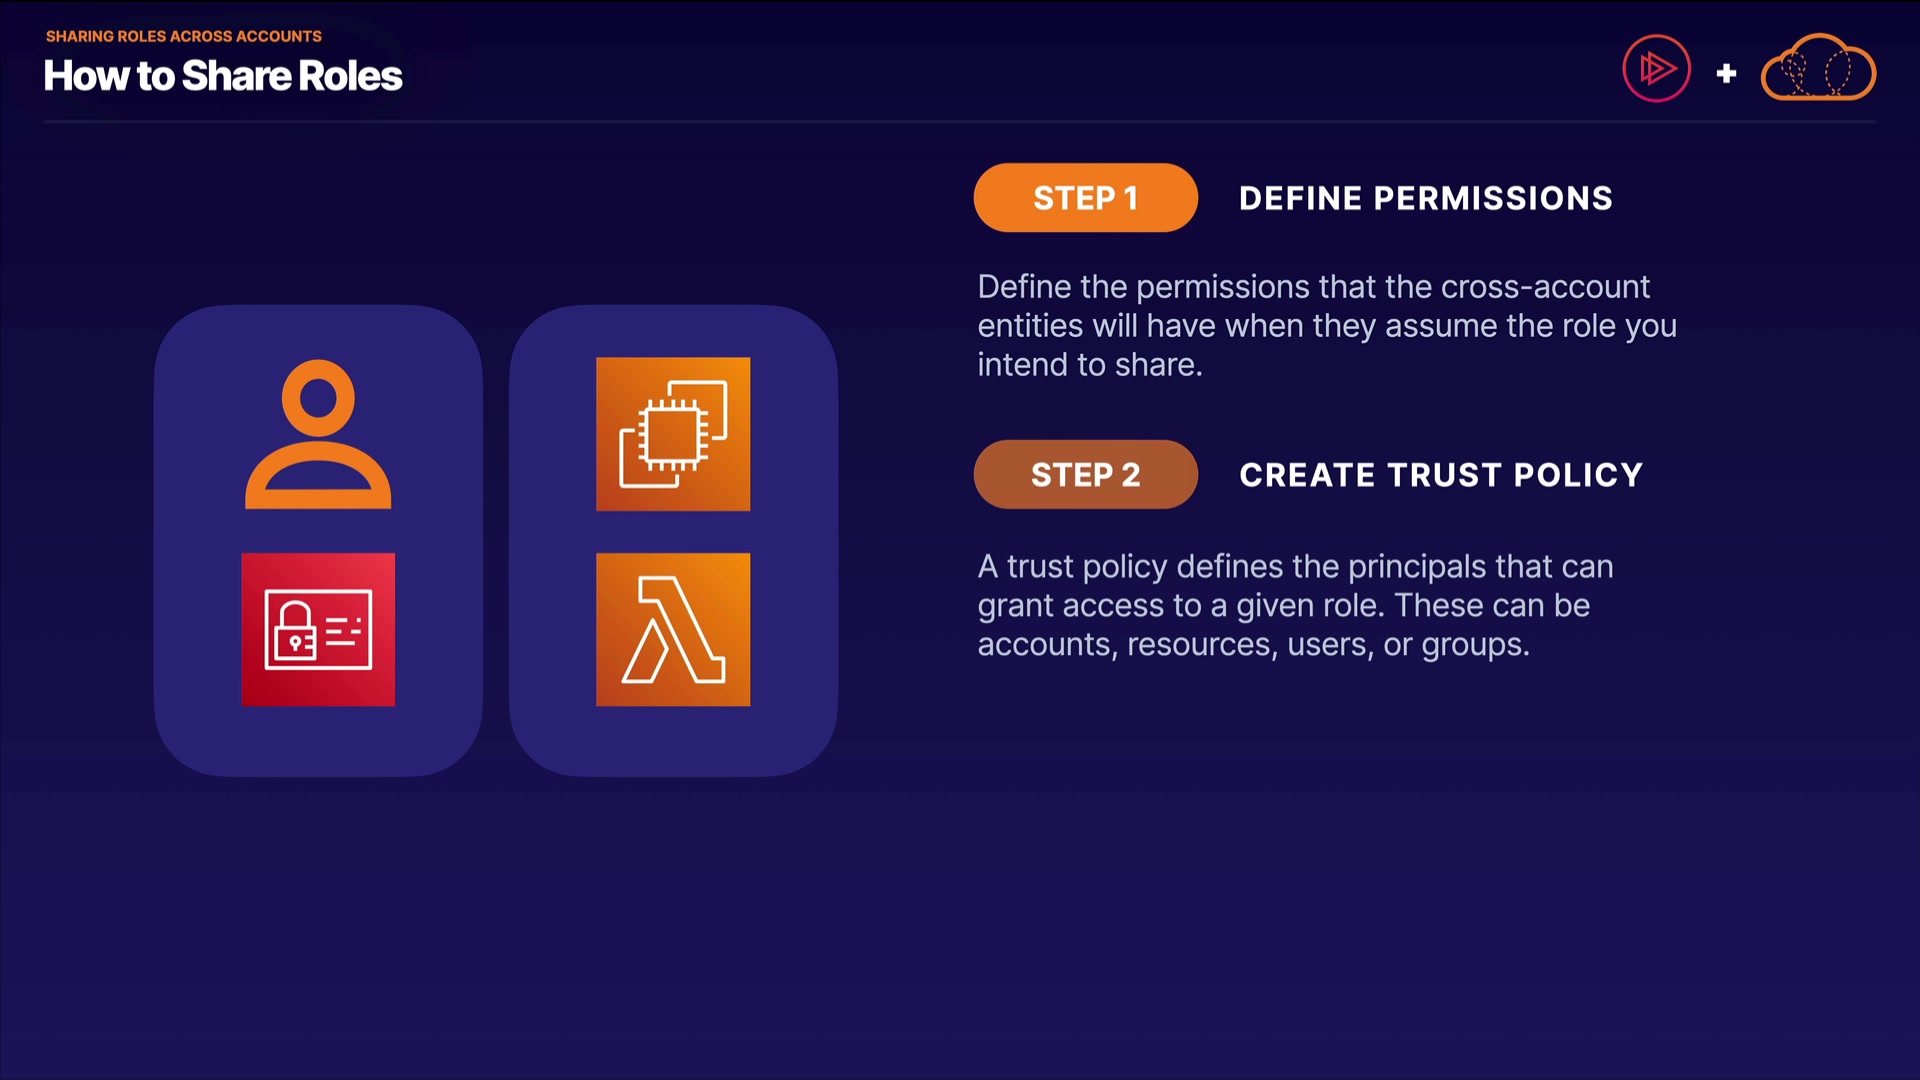 SHARING ROLES ACROSS ACCOUNTS
How to Share Roles
STEP 1
DEFINE PERMISSIONS
Define the permissions that the cross-account
entities will have when they assume the role you
intend to share.
STEP 2
CREATE TRUST POLICY
A trust policy defines the principals that can
grant access to a given role. These can be
accounts, resources, users, or groups.